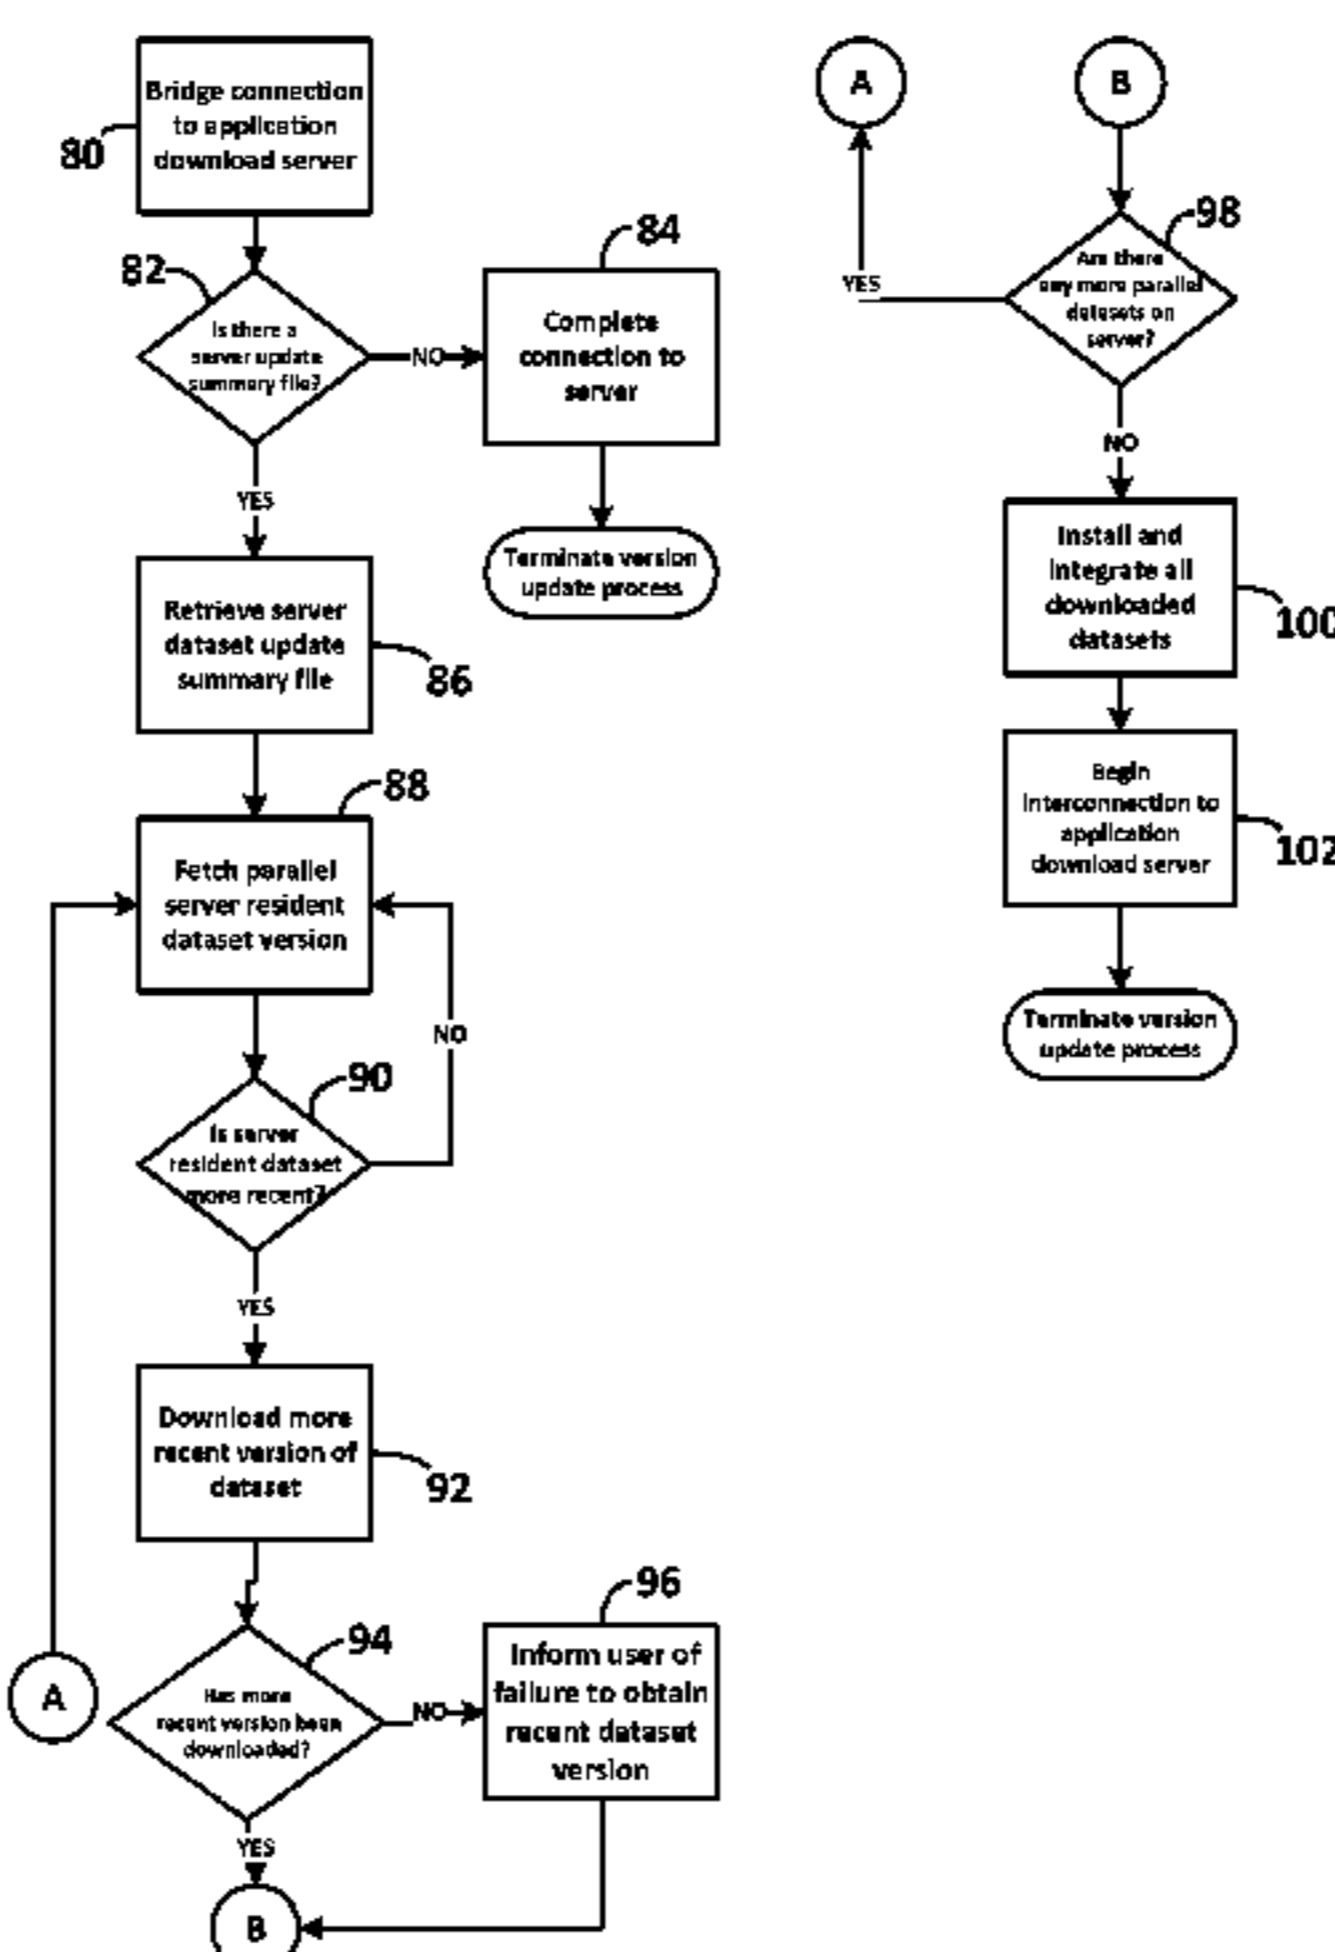 Bridge connection
to application
download server
80
82
Is there a
server update
summary file?
NO
84
Complete
connection to
server
Terminate version
update process
YES
Retrieve server
dataset update
summary file
86
88
Fetch parallel
server resident
dataset version
NO
90
Is server
resident dataset
more recent?
YES
Download more
recent version of
dataset
92
94
Has more
recent version been
downloaded?
NO
96
Inform user of
failure to obtain
recent dataset
version
A
YES
B
A
B
98
Are there
any more parallel
datasets on
server?
YES
NO
Install and
integrate all
downloaded
datasets
100
Begin
interconnection to
application
download server
102
Terminate version
update process